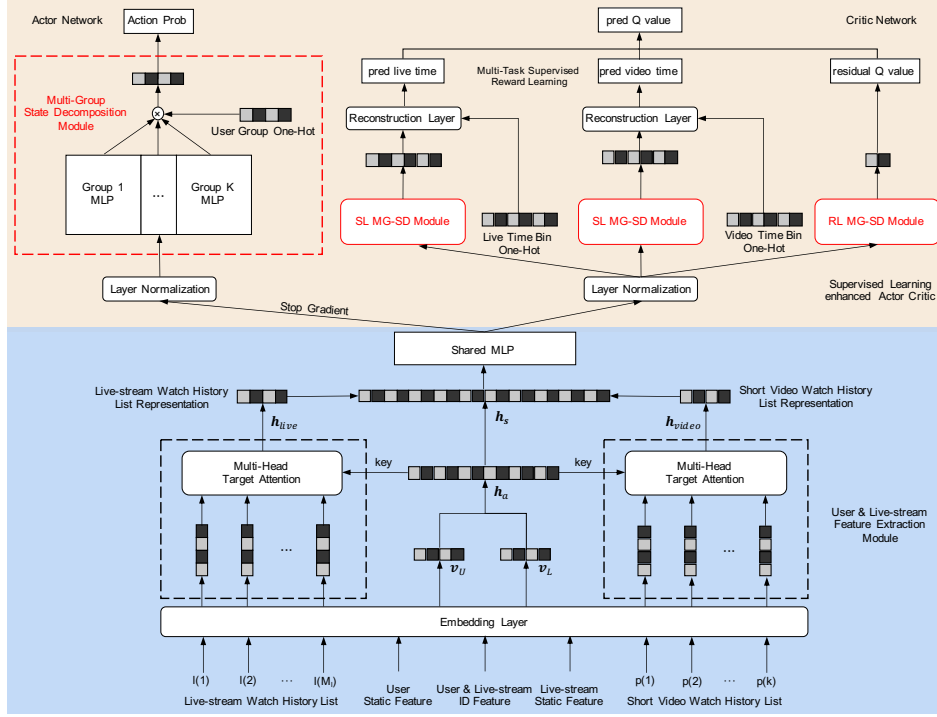 Actor Network
Action Prob
pred Q value
Critic Network
pred live time
Multi-Task Supervised
Reward Learning
pred video time
residual Q value
Multi-Group
State Decomposition
Module
User Group One-Hot
Reconstruction Layer
Reconstruction Layer
Group 1
MLP
...
Group K
MLP
SL MG-SD Module
Live Time Bin
One-Hot
SL MG-SD Module
Video Time Bin
One-Hot
RL MG-SD Module
Layer Normalization
Layer Normalization
Supervised Learning
enhanced Actor Critic
Stop Gradient
Shared MLP
Live-stream Watch History
List Representation
Short Video Watch History
List Representation
h_live
h_s
h_video
Multi-Head
Target Attention
key
key
Multi-Head
Target Attention
h_a
User & Live-stream
Feature Extraction
Module
...
...
v_U
v_L
Embedding Layer
l(1)
l(2)
...
l(M_i)
p(1)
p(2)
...
p(k)
Live-stream Watch History List
User
Static Feature
User & Live-stream
ID Feature
Live-stream
Static Feature
Short Video Watch History List